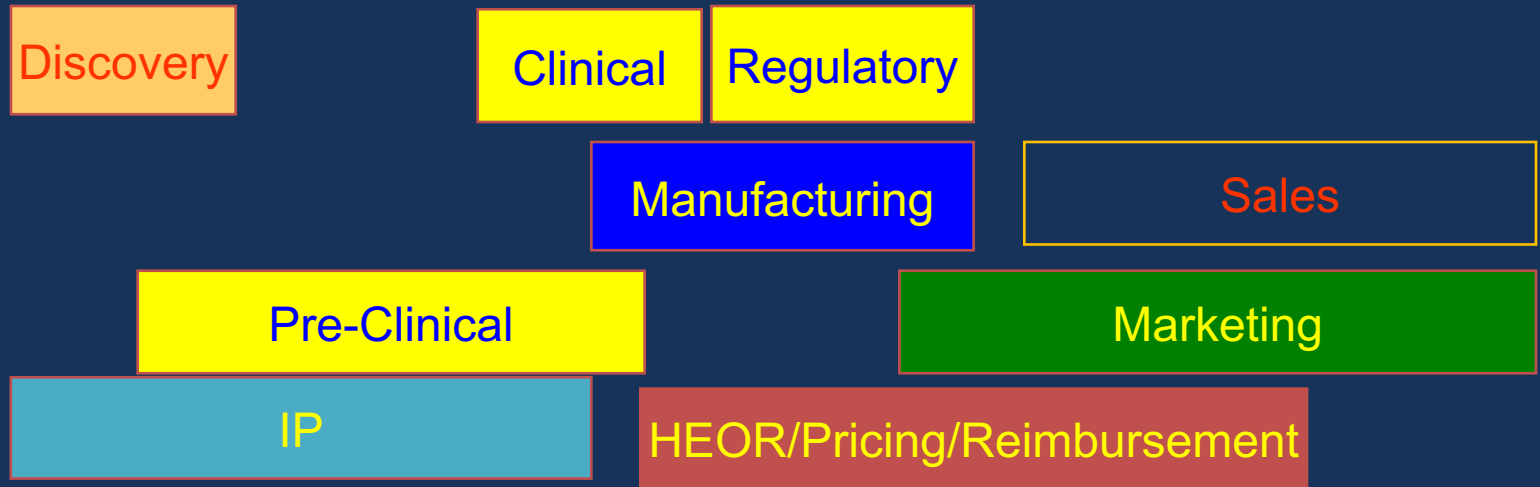 Discovery
Clinical
Regulatory
Manufacturing
Sales
Pre-Clinical
Marketing
IP
HEOR/Pricing/Reimbursement